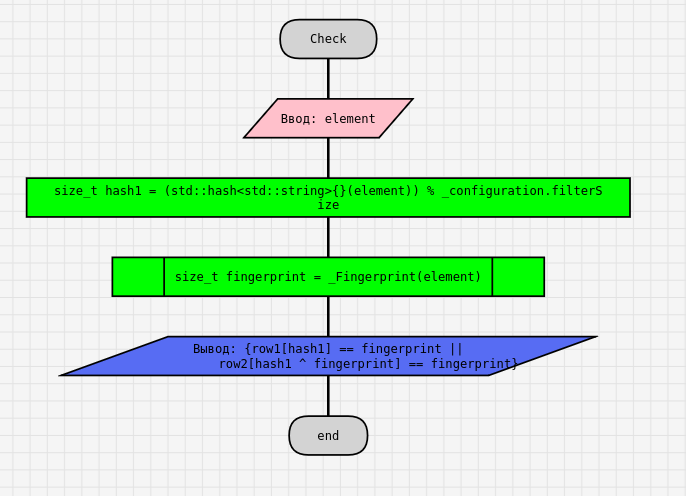 Check
Ввод: element
size_t hash1 = (std::hash<std::string>{}(element)) % _configuration.filterS
ize
size_t fingerprint = _Fingerprint(element)
Вывод: {row1[hash1] == fingerprint ||
row2[hash1 ^ fingerprint] == fingerprint}
end